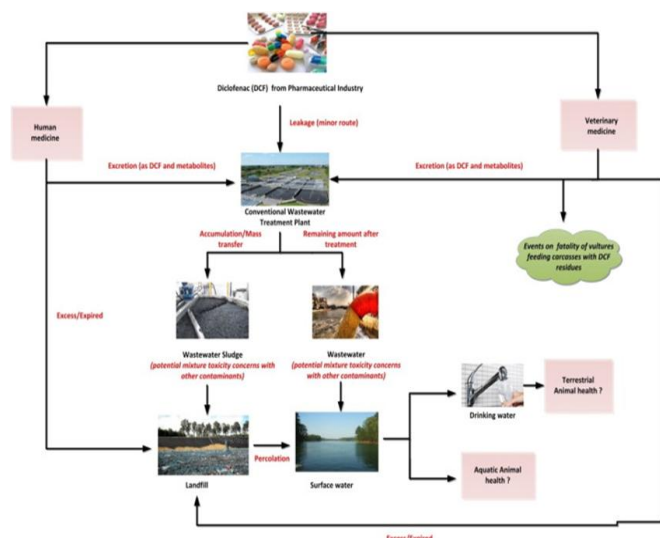 Diclofenac (DCF) from Pharmaceutical Industry
Human
medicine
Leakage (minor route)
Veterinary
medicine
Excretion (as DCF and metabolites)
Excretion (as DCF and metabolites)
Conventional Wastewater
Treatment Plant
Accumulation/Mass
transfer
Remaining amount after
treatment
Events on fatality of vultures
feeding carcasses with DCF
residues
Excess/Expired
Wastewater Sludge
(potential mixture toxicity concerns with
other contaminants)
Wastewater
(potential mixture toxicity concerns
with other contaminants)
Terrestrial
Animal health ?
Drinking water
Percolation
Landfill
Surface water
Aquatic Animal
health ?
Excess/Expired